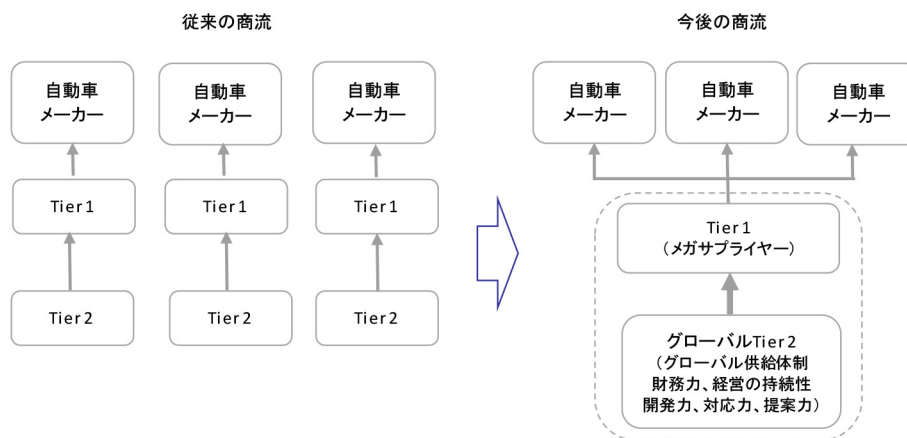 従来の商流
自動車
メーカー
自動車
メーカー
自動車
メーカー
Tier1
Tier1
Tier1
Tier2
Tier2
Tier2
今後の商流
自動車
メーカー
自動車
メーカー
自動車
メーカー
Tier1
（メガサプライヤー）
グローバルTier2
（グローバル供給体制
財務力、経営の持続性
開発力、対応力、提案力）